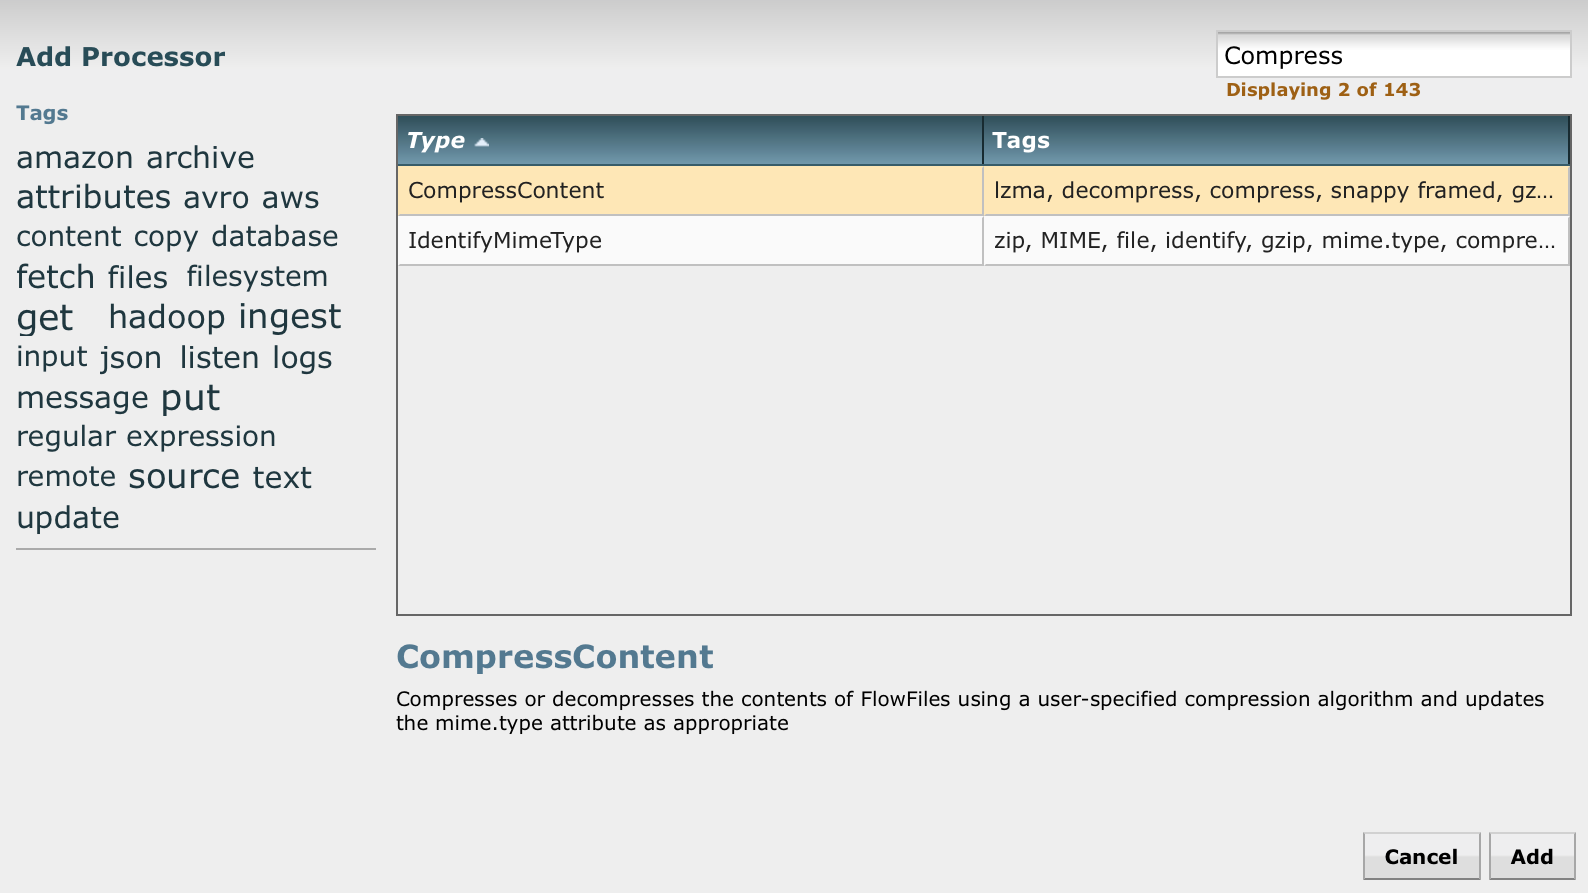 Add Processor
Compress
Displaying 2 of 143
Tags
amazon archive
attributes avro aws
content copy database
fetch files filesystem
get hadoop ingest
input json listen logs
message put
regular expression
remote source text
update
Type Tags
CompressContent lzma, decompress, compress, snappy framed, gz...
IdentifyMimeType zip, MIME, file, identify, gzip, mime.type, compre...
CompressContent
Compresses or decompresses the contents of FlowFiles using a user-specified compression algorithm and updates
the mime.type attribute as appropriate
Cancel Add